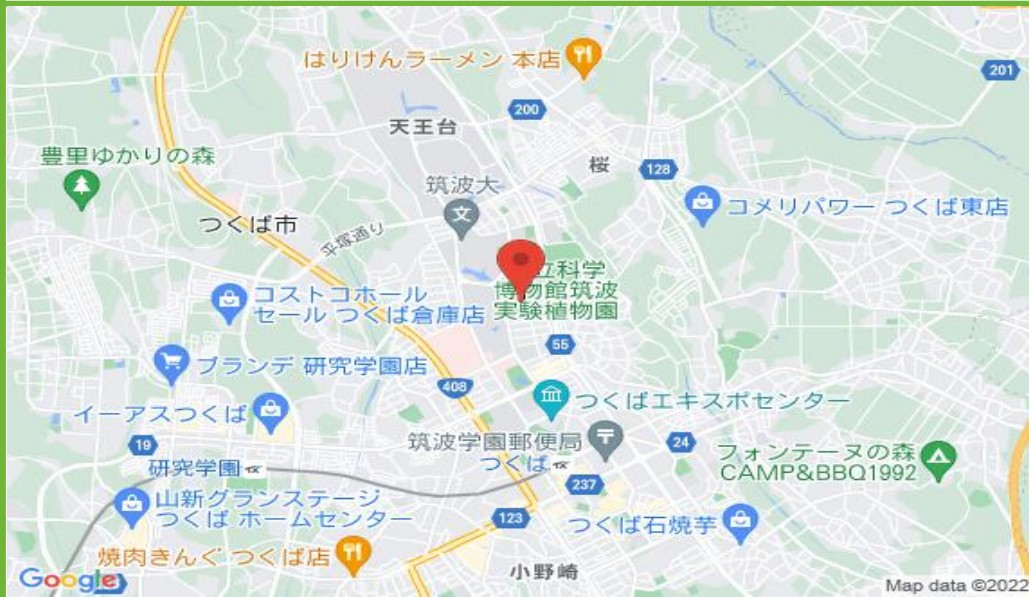 はりけんラーメン 本店
201
200
天王台
豊里ゆかりの森
桜
128
筑波大
文
コメリパワー つくば東店
つくば市
平塚通り
立科学
博物館筑波
実験植物園
コストコホール
セール つくば倉庫店
55
ブランデ 研究学園店
408
つくばエキスポセンター
イーアスつくば
筑波学園郵便局
24
19
つくば
フォンテーヌの森
CAMP&BBQ1992
研究学園
237
山新グランステージ
つくば ホームセンター
123
つくば石焼芋
焼肉きんぐ つくば店
小野崎
Google
Map data ©2022